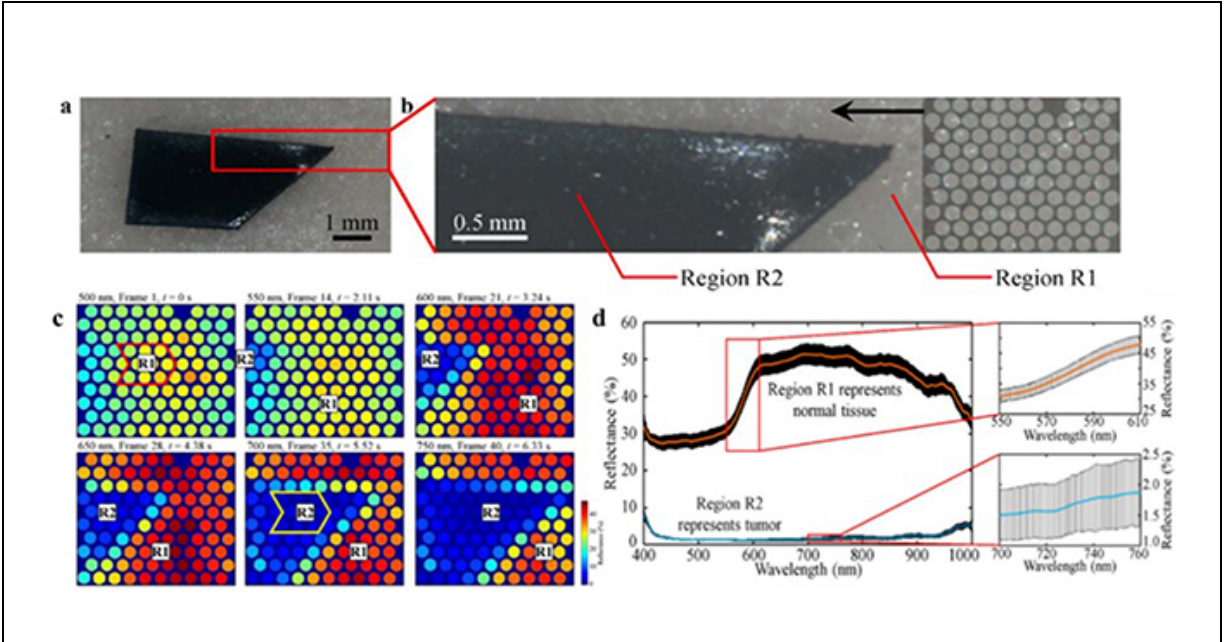 a
b
1 mm
0.5 mm
Region R2
Region R1
c
500 nm, Frame 1, t = 0 s
550 nm, Frame 14, t = 2.11 s
600 nm, Frame 21, t = 3.24 s
R1
R2
R1
R2
R1
650 nm, Frame 28, t = 4.38 s
700 nm, Frame 35, t = 5.52 s
750 nm, Frame 40, t = 6.33 s
R2
R1
R2
R1
R2
R1
d
60
50
40
30
20
10
0
Reflectance (%)
Region R1 represents
normal tissue
Region R2
represents tumor
400
500
600
700
800
900
1000
Wavelength (nm)
55
45
35
25
Reflectance (%)
550
570
590
610
Wavelength (nm)
2.5
2.0
1.5
1.0
Reflectance (%)
700
720
740
760
Wavelength (nm)